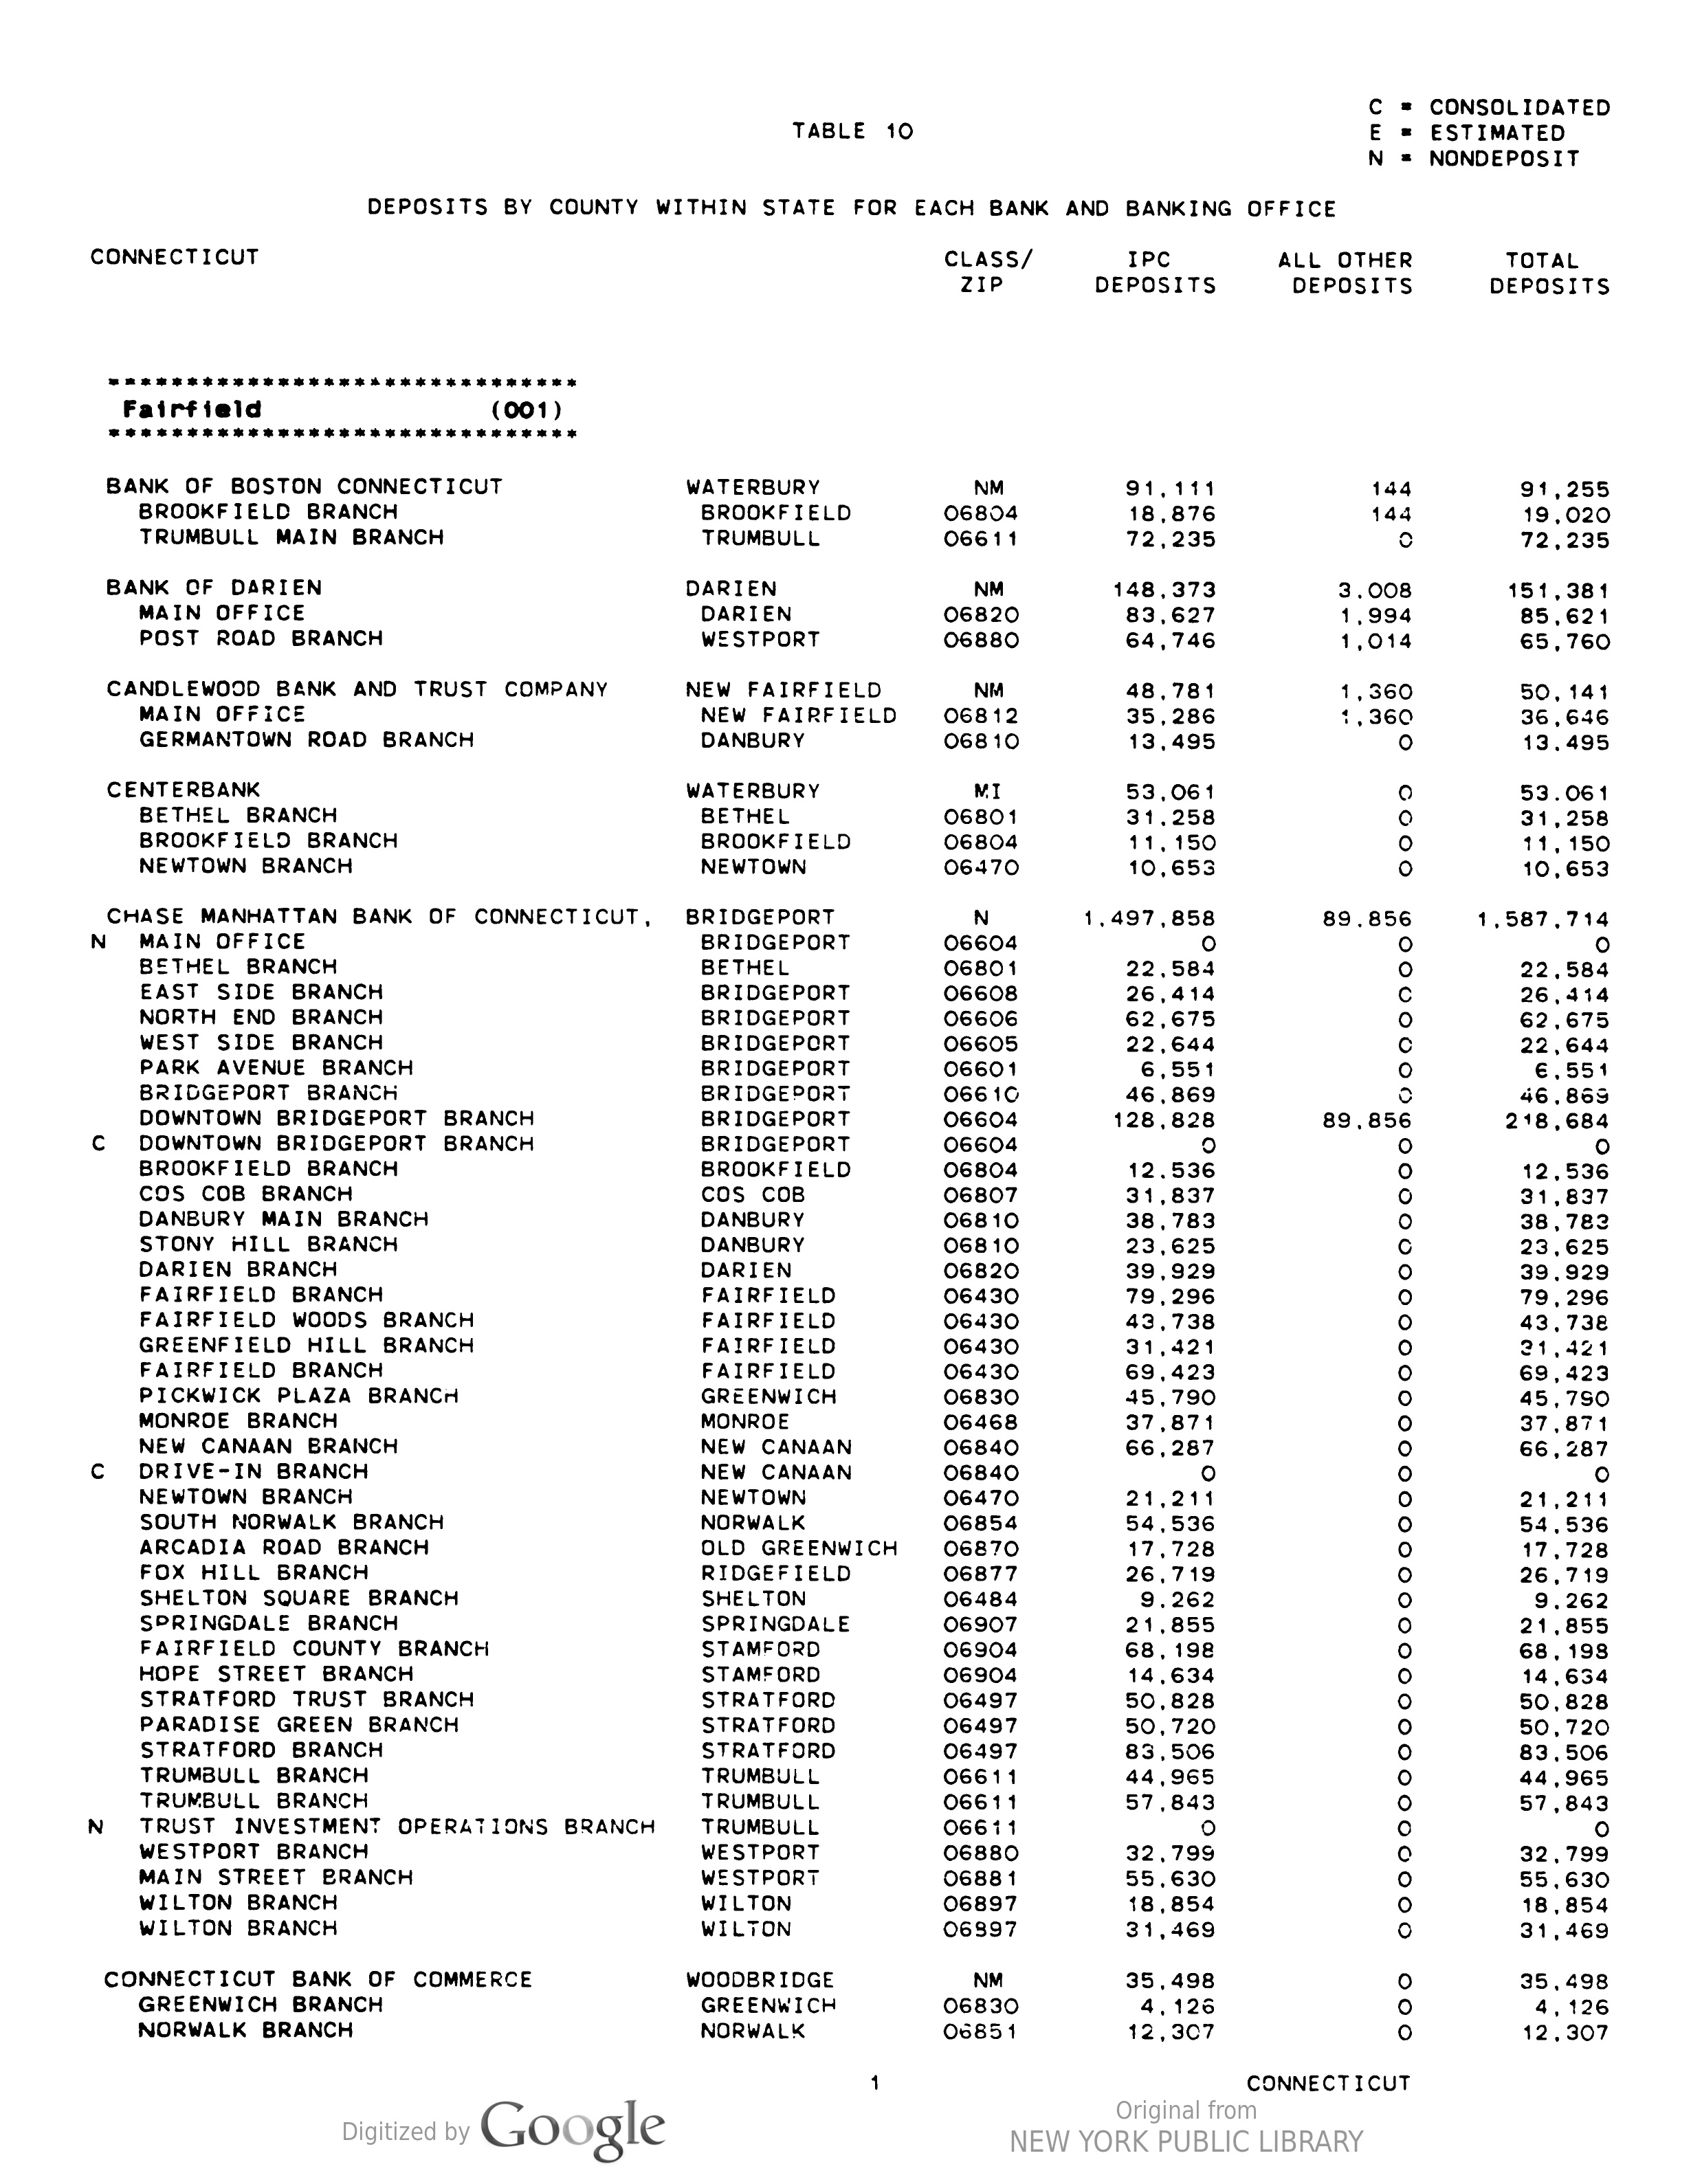 C = CONSOLIDATED
TABLE 10
E = ESTIMATED
N = NONDEPOSIT
DEPOSITS BY COUNTY WITHIN STATE FOR EACH BANK AND BANKING OFFICE
CONNECTICUT CLASS/ IPC ALL OTHER TOTAL
ZIP DEPOSITS DEPOSITS DEPOSITS
*******************************
Fairfield (001)
*******************************
BANK OF BOSTON CONNECTICUT WATERBURY NM 91,111 144 91,255
BROOKFIELD BRANCH BROOKFIELD 06804 18,876 144 19,020
TRUMBULL MAIN BRANCH TRUMBULL 06611 72,235 0 72,235
BANK OF DARIEN DARIEN NM 148,373 3,008 151,381
MAIN OFFICE DARIEN 06820 83,627 1,994 85,621
POST ROAD BRANCH WESTPORT 06880 64,746 1,014 65,760
CANDLEWOOD BANK AND TRUST COMPANY NEW FAIRFIELD NM 48,781 1,360 50,141
MAIN OFFICE NEW FAIRFIELD 06812 35,286 1,360 36,646
GERMANTOWN ROAD BRANCH DANBURY 06810 13,495 0 13,495
CENTERBANK WATERBURY MI 53,061 0 53,061
BETHEL BRANCH BETHEL 06801 31,258 0 31,258
BROOKFIELD BRANCH BROOKFIELD 06804 11,150 0 11,150
NEWTOWN BRANCH NEWTOWN 06470 10,653 0 10,653
CHASE MANHATTAN BANK OF CONNECTICUT, BRIDGEPORT N 1,497,858 89,856 1,587,714
N MAIN OFFICE BRIDGEPORT 06604 0 0 0
BETHEL BRANCH BETHEL 06801 22,584 0 22,584
EAST SIDE BRANCH BRIDGEPORT 06608 26,414 0 26,414
NORTH END BRANCH BRIDGEPORT 06606 62,675 0 62,675
WEST SIDE BRANCH BRIDGEPORT 06605 22,644 0 22,644
PARK AVENUE BRANCH BRIDGEPORT 06601 6,551 0 6,551
BRIDGEPORT BRANCH BRIDGEPORT 06610 46,869 0 46,869
DOWNTOWN BRIDGEPORT BRANCH BRIDGEPORT 06604 128,828 89,856 218,684
C DOWNTOWN BRIDGEPORT BRANCH BRIDGEPORT 06604 0 0 0
BROOKFIELD BRANCH BROOKFIELD 06804 12,536 0 12,536
COS COB BRANCH COS COB 06807 31,837 0 31,837
DANBURY MAIN BRANCH DANBURY 06810 38,783 0 38,783
STONY HILL BRANCH DANBURY 06810 23,625 0 23,625
DARIEN BRANCH DARIEN 06820 39,929 0 39,929
FAIRFIELD BRANCH FAIRFIELD 06430 79,296 0 79,296
FAIRFIELD WOODS BRANCH FAIRFIELD 06430 43,738 0 43,738
GREENFIELD HILL BRANCH FAIRFIELD 06430 31,421 0 31,421
FAIRFIELD BRANCH FAIRFIELD 06430 69,423 0 69,423
PICKWICK PLAZA BRANCH GREENWICH 06830 45,790 0 45,790
MONROE BRANCH MONROE 06468 37,871 0 37,871
NEW CANAAN BRANCH NEW CANAAN 06840 66,287 0 66,287
C DRIVE-IN BRANCH NEW CANAAN 06840 0 0 0
NEWTOWN BRANCH NEWTOWN 06470 21,211 0 21,211
SOUTH NORWALK BRANCH NORWALK 06854 54,536 0 54,536
ARCADIA ROAD BRANCH OLD GREENWICH 06870 17,728 0 17,728
FOX HILL BRANCH RIDGEFIELD 06877 26,719 0 26,719
SHELTON SQUARE BRANCH SHELTON 06484 9,262 0 9,262
SPRINGDALE BRANCH SPRINGDALE 06907 21,855 0 21,855
FAIRFIELD COUNTY BRANCH STAMFORD 06904 68,198 0 68,198
HOPE STREET BRANCH STAMFORD 06904 14,634 0 14,634
STRATFORD TRUST BRANCH STRATFORD 06497 50,828 0 50,828
PARADISE GREEN BRANCH STRATFORD 06497 50,720 0 50,720
STRATFORD BRANCH STRATFORD 06497 83,506 0 83,506
TRUMBULL BRANCH TRUMBULL 06611 44,965 0 44,965
TRUMBULL BRANCH TRUMBULL 06611 57,843 0 57,843
N TRUST INVESTMENT OPERATIONS BRANCH TRUMBULL 06611 0 0 0
WESTPORT BRANCH WESTPORT 06880 32,799 0 32,799
MAIN STREET BRANCH WESTPORT 06881 55,630 0 55,630
WILTON BRANCH WILTON 06897 18,854 0 18,854
WILTON BRANCH WILTON 06897 31,469 0 31,469
CONNECTICUT BANK OF COMMERCE WOODBRIDGE NM 35,498 0 35,498
GREENWICH BRANCH GREENWICH 06830 4,126 0 4,126
NORWALK BRANCH NORWALK 06851 12,307 0 12,307
1 CONNECTICUT
Digitized by Google
Original from
NEW YORK PUBLIC LIBRARY